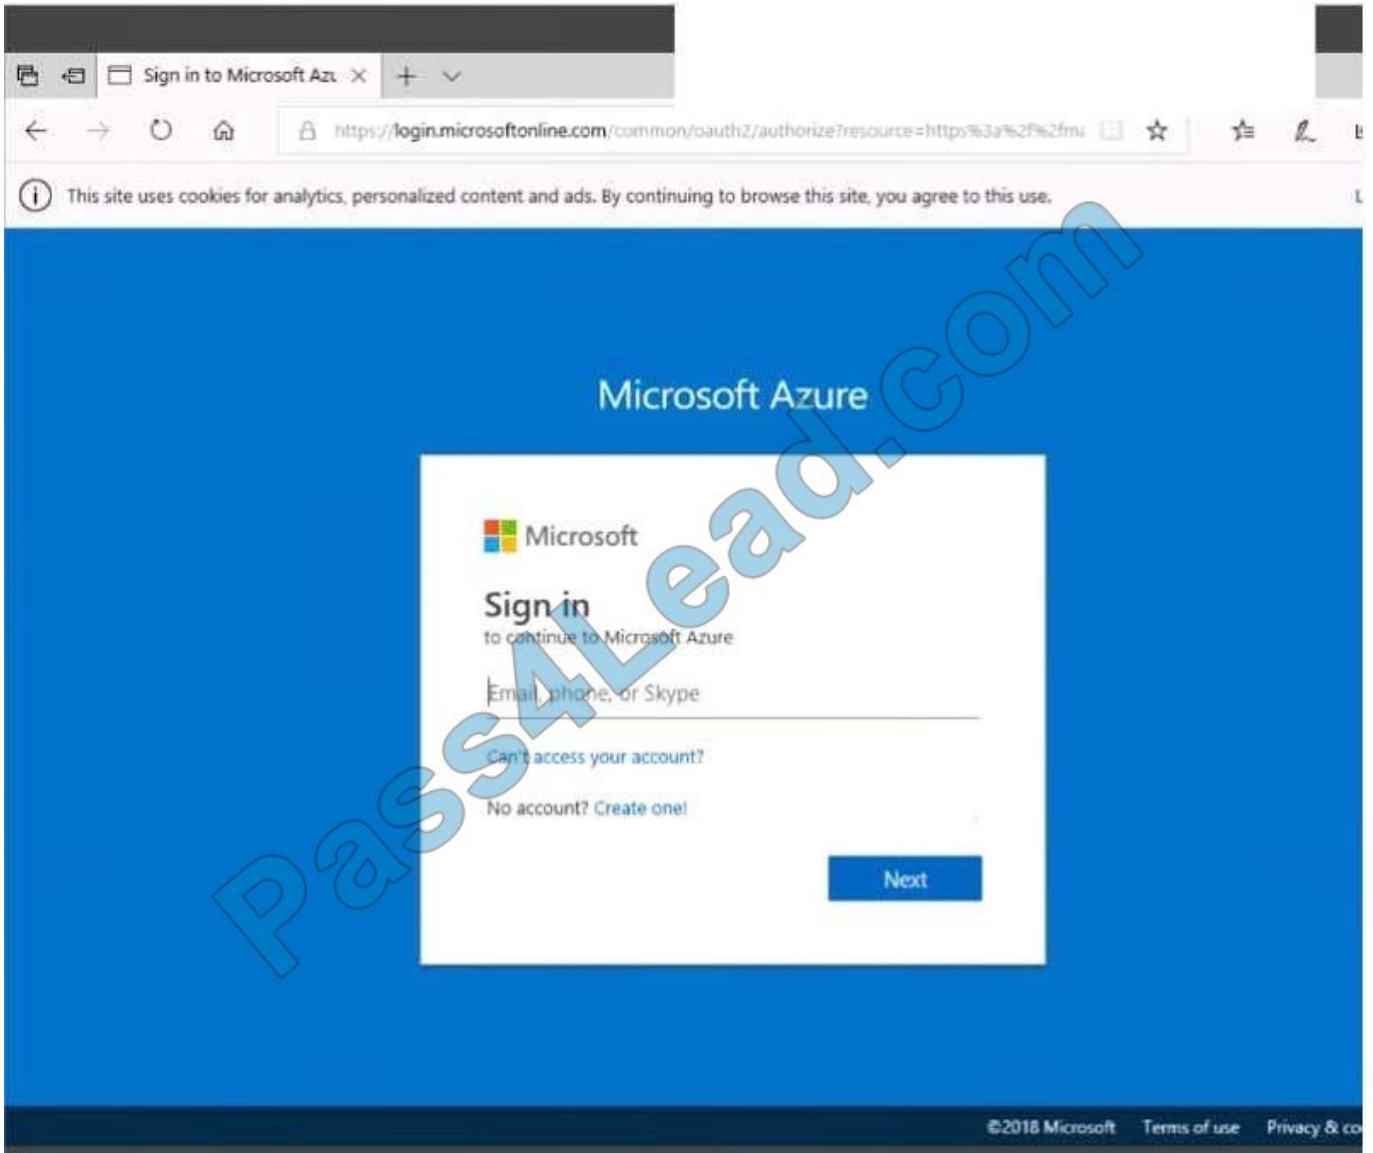 Sign in to Microsoft Azu
https://login.microsoftonline.com/common/oauth2/authorize?resource=https%3a%2f%2fma
This site uses cookies for analytics, personalized content and ads. By continuing to browse this site, you agree to this use.
Microsoft Azure
Microsoft
Sign in
to continue to Microsoft Azure
Email, phone, or Skype
Can't access your account?
No account? Create one!
Next
Pass4Lead.com
©2018 Microsoft Terms of use Privacy & co